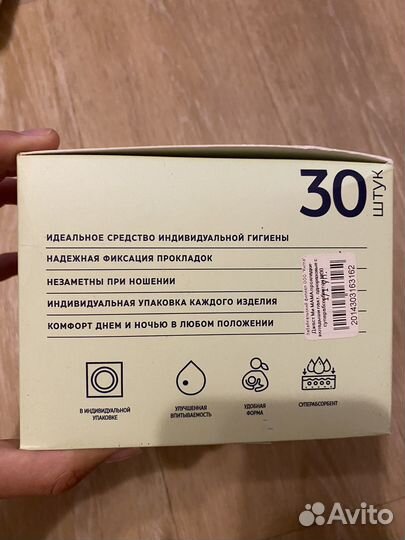 30
ШТУК
ИДЕАЛЬНОЕ СРЕДСТВО ИНДИВИДУАЛЬНОЙ ГИГИЕНЫ
НАДЕЖНАЯ ФИКСАЦИЯ ПРОКЛАДОК
НЕЗАМЕТНЫ ПРИ НОШЕНИИ
ИНДИВИДУАЛЬНАЯ УПАКОВКА КАЖДОГО ИЗДЕЛИЯ
КОМФОРТ ДНЕМ И НОЧЬЮ В ЛЮБОМ ПОЛОЖЕНИИ
2014303163162
В ИНДИВИДУАЛЬНОЙ
УПАКОВКЕ
УЛУЧШЕННАЯ
ВПИТЫВАЕМОСТЬ
УДОБНАЯ
ФОРМА
СУПЕРАБСОРБЕНТ
Avito